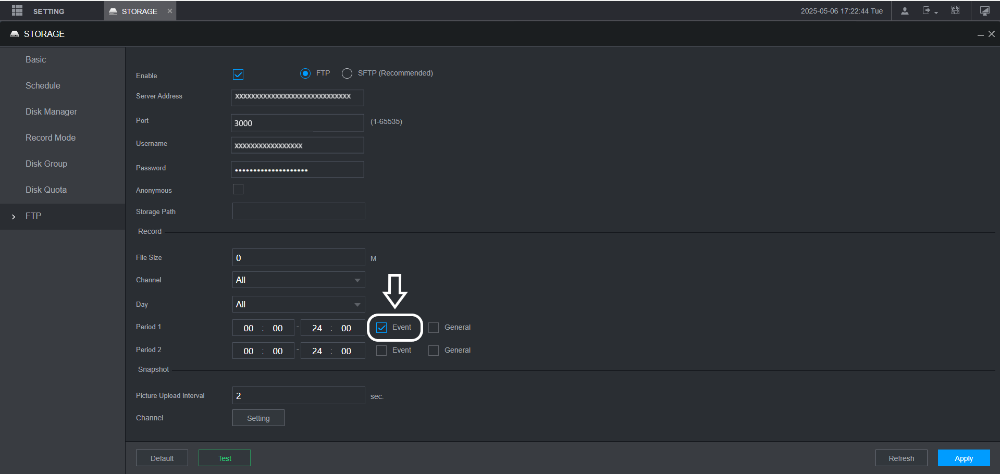 SETTING STORAGE × 2025-05-06 17:22:44 Tue
STORAGE
Basic
Schedule
Disk Manager
Record Mode
Disk Group
Disk Quota
FTP
Enable FTP SFTP (Recommended)
Server Address XXXXXXXXXXXXXXXXXXXXXXXXXXXXX
Port 3000 (1-65535)
Username XXXXXXXXXXXXXXXXX
Password ••••••••••••••••••••
Anonymous
Storage Path
Record
File Size 0 M
Channel All
Day All
Period 1 00 : 00 - 24 : 00 Event General
Period 2 00 : 00 - 24 : 00 Event General
Snapshot
Picture Upload Interval 2 sec.
Channel Setting
Default Test Refresh Apply